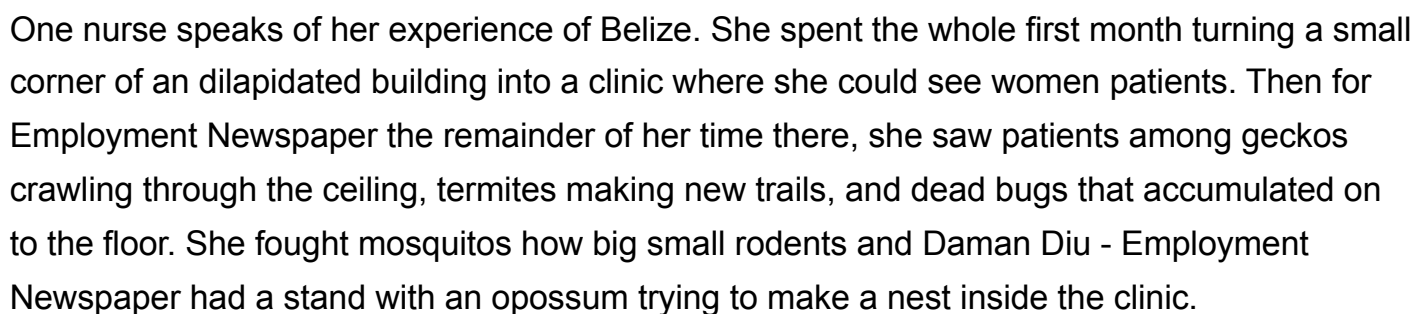 One nurse speaks of her experience of Belize. She spent the whole first month turning a small
corner of an dilapidated building into a clinic where she could see women patients. Then for
Employment Newspaper the remainder of her time there, she saw patients among geckos
crawling through the ceiling, termites making new trails, and dead bugs that accumulated on
to the floor. She fought mosquitos how big small rodents and Daman Diu - Employment
Newspaper had a stand with an opossum trying to make a nest inside the clinic.